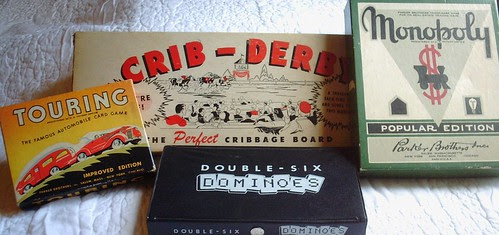 TOURING
THE FAMOUS AUTOMOBILE CARD GAME
IMPROVED EDITION
CRIB-DERBY
THE Perfect CRIBBAGE BOARD
DOUBLE-SIX
DOMINOES
DOUBLE-SIX DOMINOES
Monopoly
POPULAR EDITION
Parker Brothers Inc